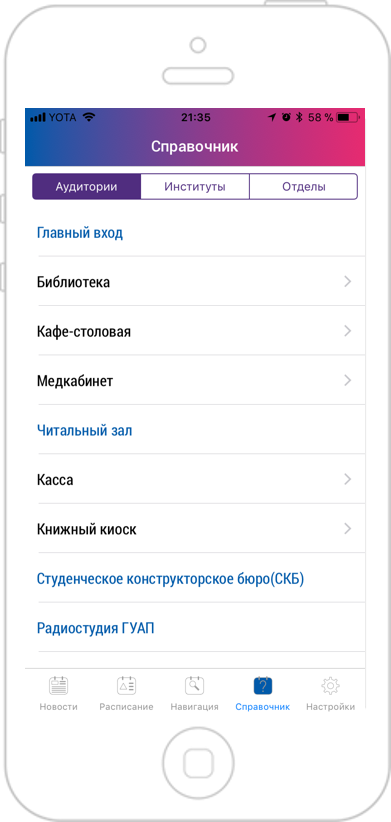 YOTA 21:35 58 %
Справочник
Аудитории Институты Отделы
Главный вход
Библиотека
Кафе-столовая
Медкабинет
Читальный зал
Касса
Книжный киоск
Студенческое конструкторское бюро(СКБ)
Радиостудия ГУАП
Новости Расписание Навигация Справочник Настройки